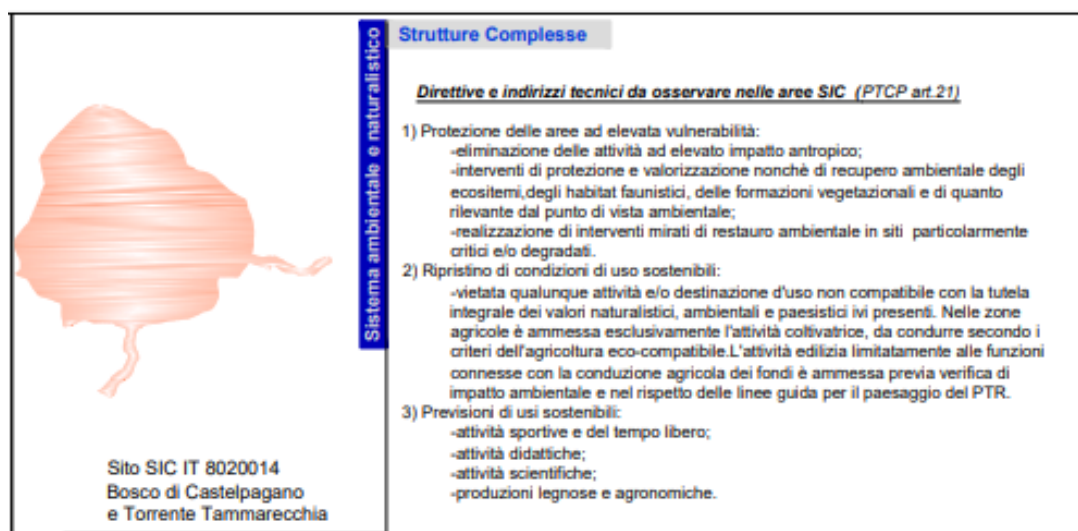 Sistema ambientale e naturalistico
Strutture Complesse
Direttive e indirizzi tecnici da osservare nelle aree SIC (PTCP art.21)
1) Protezione delle aree ad elevata vulnerabilità:
-eliminazione delle attività ad elevato impatto antropico;
-interventi di protezione e valorizzazione nonchè di recupero ambientale degli
ecositemi,degli habitat faunistici, delle formazioni vegetazionali e di quanto
rilevante dal punto di vista ambientale;
-realizzazione di interventi mirati di restauro ambientale in siti particolarmente
critici e/o degradati.
2) Ripristino di condizioni di uso sostenibili:
-vietata qualunque attività e/o destinazione d'uso non compatibile con la tutela
integrale dei valori naturalistici, ambientali e paesistici ivi presenti. Nelle zone
agricole è ammessa esclusivamente l'attività coltivatrice, da condurre secondo i
criteri dell'agricoltura eco-compatibile.L'attività edilizia limitatamente alle funzioni
connesse con la conduzione agricola dei fondi è ammessa previa verifica di
impatto ambientale e nel rispetto delle linee guida per il paesaggio del PTR.
3) Previsioni di usi sostenibili:
-attività sportive e del tempo libero;
-attività didattiche;
-attività scientifiche;
-produzioni legnose e agronomiche.
Sito SIC IT 8020014
Bosco di Castelpagano
e Torrente Tammarecchia